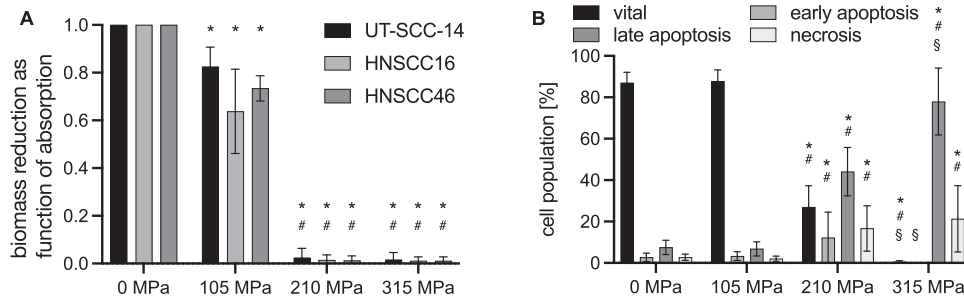 A
biomass reduction as
function of absorption
1.0
0.8
0.6
0.4
0.2
0.0
UT-SCC-14
HNSCC16
HNSCC46
* * *
* * * * * *
# # # # # #
0 MPa 105 MPa 210 MPa 315 MPa
B
vital early apoptosis
late apoptosis necrosis
cell population [%]
100
80
60
40
20
0
* # * # * # * #
* # § § * # § * #
0 MPa 105 MPa 210 MPa 315 MPa